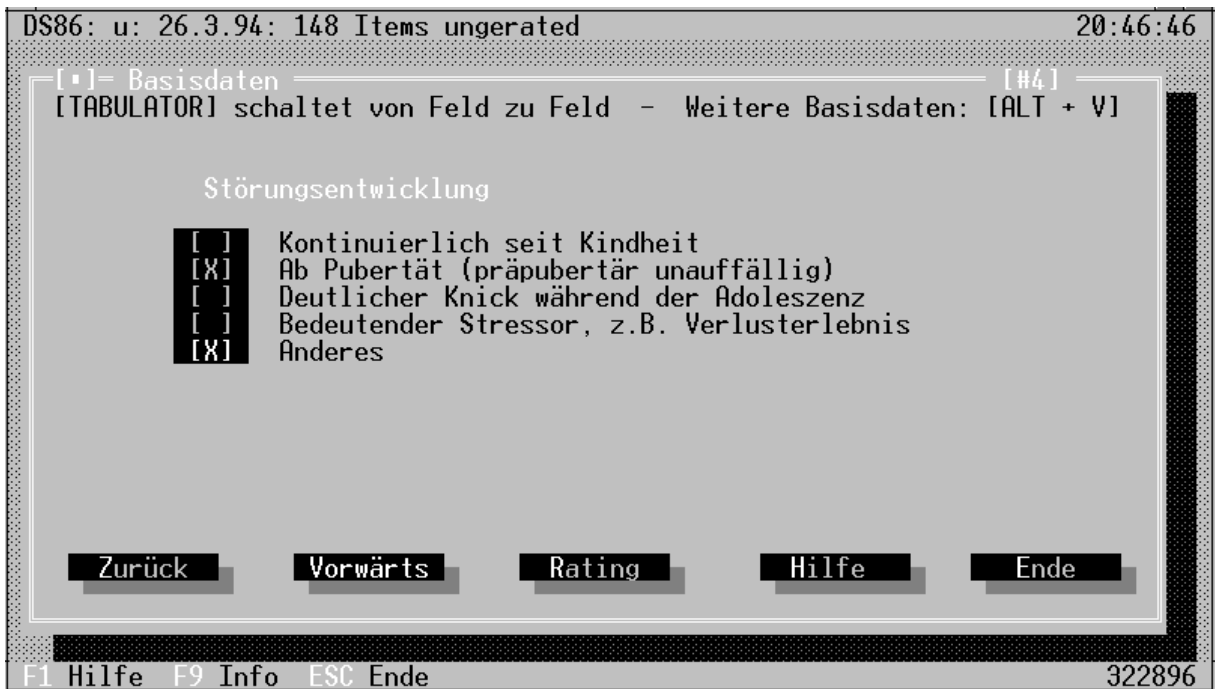 DS86: u: 26.3.94: 148 Items ungerated 20:46:46
[▪]= Basisdaten [#4]
[TABULATOR] schaltet von Feld zu Feld - Weitere Basisdaten: [ALT + V]
Störungsentwicklung
[ ] Kontinuierlich seit Kindheit
[X] Ab Pubertät (präpubertär unauffällig)
[ ] Deutlicher Knick während der Adoleszenz
[ ] Bedeutender Stressor, z.B. Verlusterlebnis
[X] Anderes
Zurück Vorwärts Rating Hilfe Ende
F1 Hilfe F9 Info ESC Ende 322896